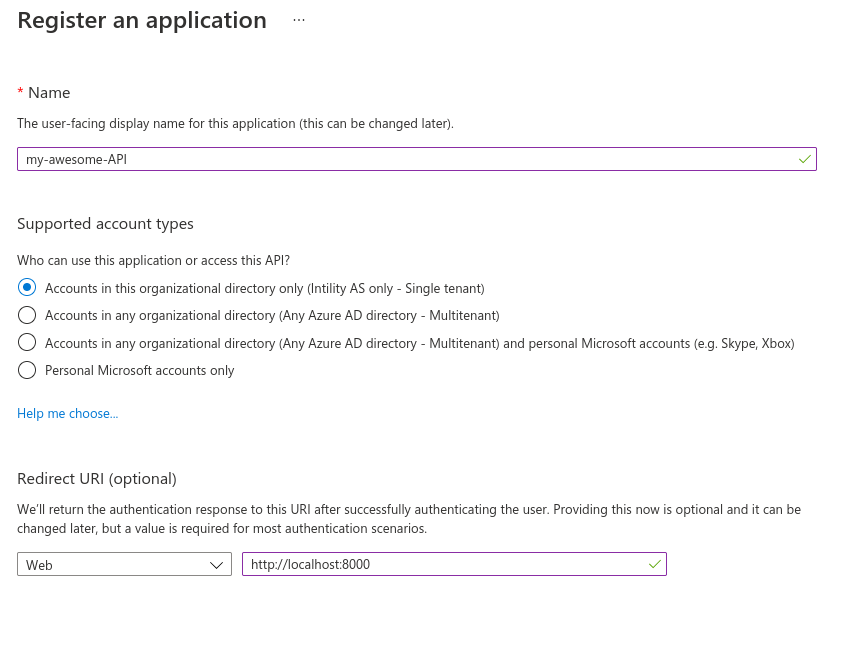 Register an application ...
* Name
The user-facing display name for this application (this can be changed later).
my-awesome-API
Supported account types
Who can use this application or access this API?
Accounts in this organizational directory only (Intility AS only - Single tenant)
Accounts in any organizational directory (Any Azure AD directory - Multitenant)
Accounts in any organizational directory (Any Azure AD directory - Multitenant) and personal Microsoft accounts (e.g. Skype, Xbox)
Personal Microsoft accounts only
Help me choose...
Redirect URI (optional)
We'll return the authentication response to this URI after successfully authenticating the user. Providing this now is optional and it can be
changed later, but a value is required for most authentication scenarios.
Web http://localhost:8000